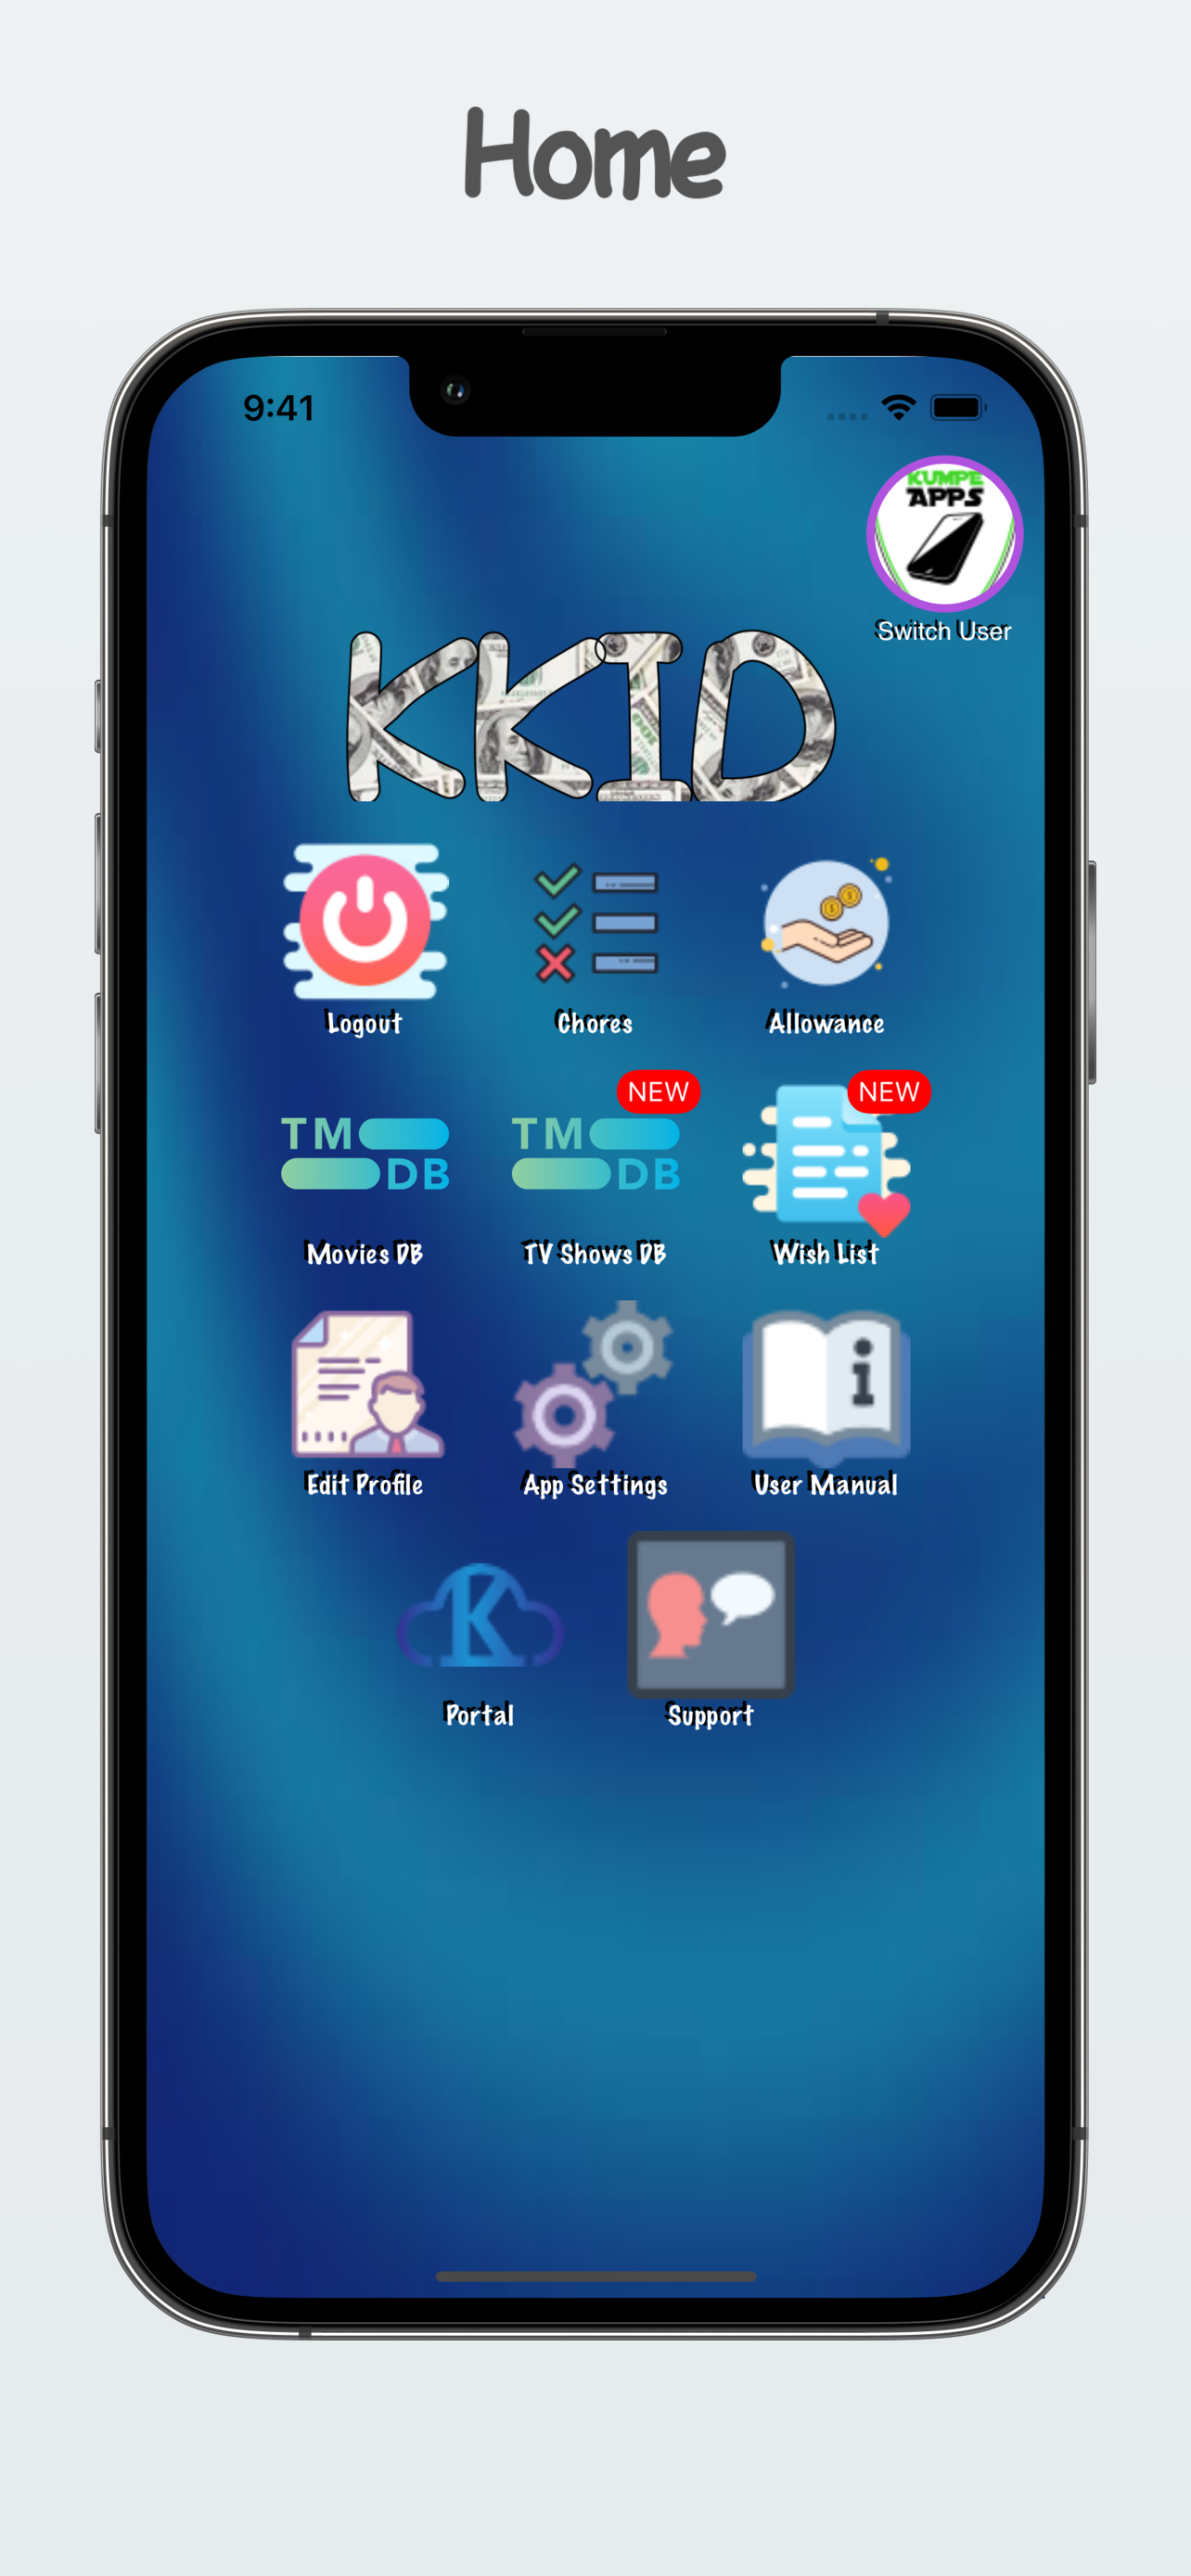 Home
9:41
KUMPE
APPS
Switch User
KKID
Logout
Chores
Allowance
NEW
NEW
TM
DB
TM
DB
i
Movies DB
TV Shows DB
Wish List
Edit Profile
App Settings
User Manual
K
Portal
Support